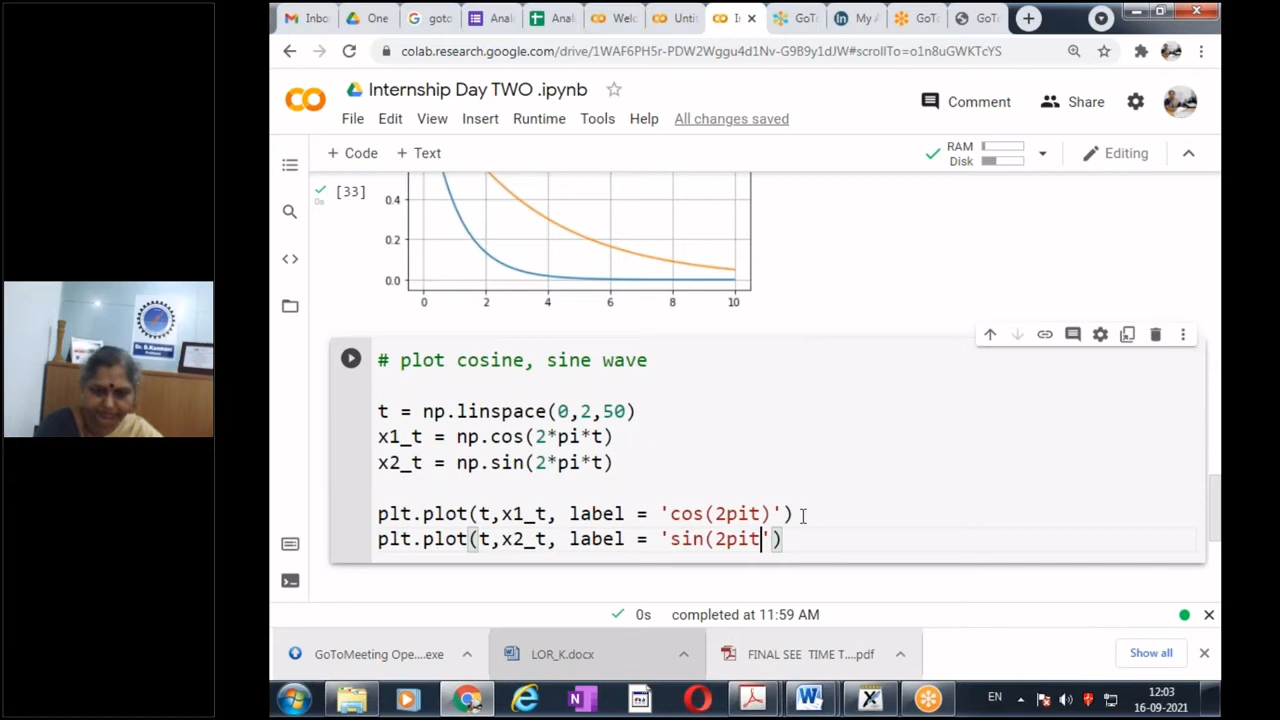 Inbo
One
goto
Anal
Ana
Welc
Unti
I
GoT
My A
GoT
GoT
colab.research.google.com/drive/1WAF6PH5r-PDW2Wggu4d1Nv-G9B9y1dJW#scrollTo=o1n8uGWKTcYS
CO
Internship Day TWO .ipynb
Comment
Share
File Edit View Insert Runtime Tools Help All changes saved
+ Code + Text
RAM
Disk
Editing
[33]
0s
0.4
0.2
0.0
0 2 4 6 8 10
# plot cosine, sine wave
t = np.linspace(0,2,50)
x1_t = np.cos(2*pi*t)
x2_t = np.sin(2*pi*t)
plt.plot(t,x1_t, label = 'cos(2pit)')
plt.plot(t,x2_t, label = 'sin(2pit')
0s completed at 11:59 AM
GoToMeeting Ope....exe
LOR_K.docx
FINAL SEE TIME T....pdf
Show all
EN
12:03
16-09-2021